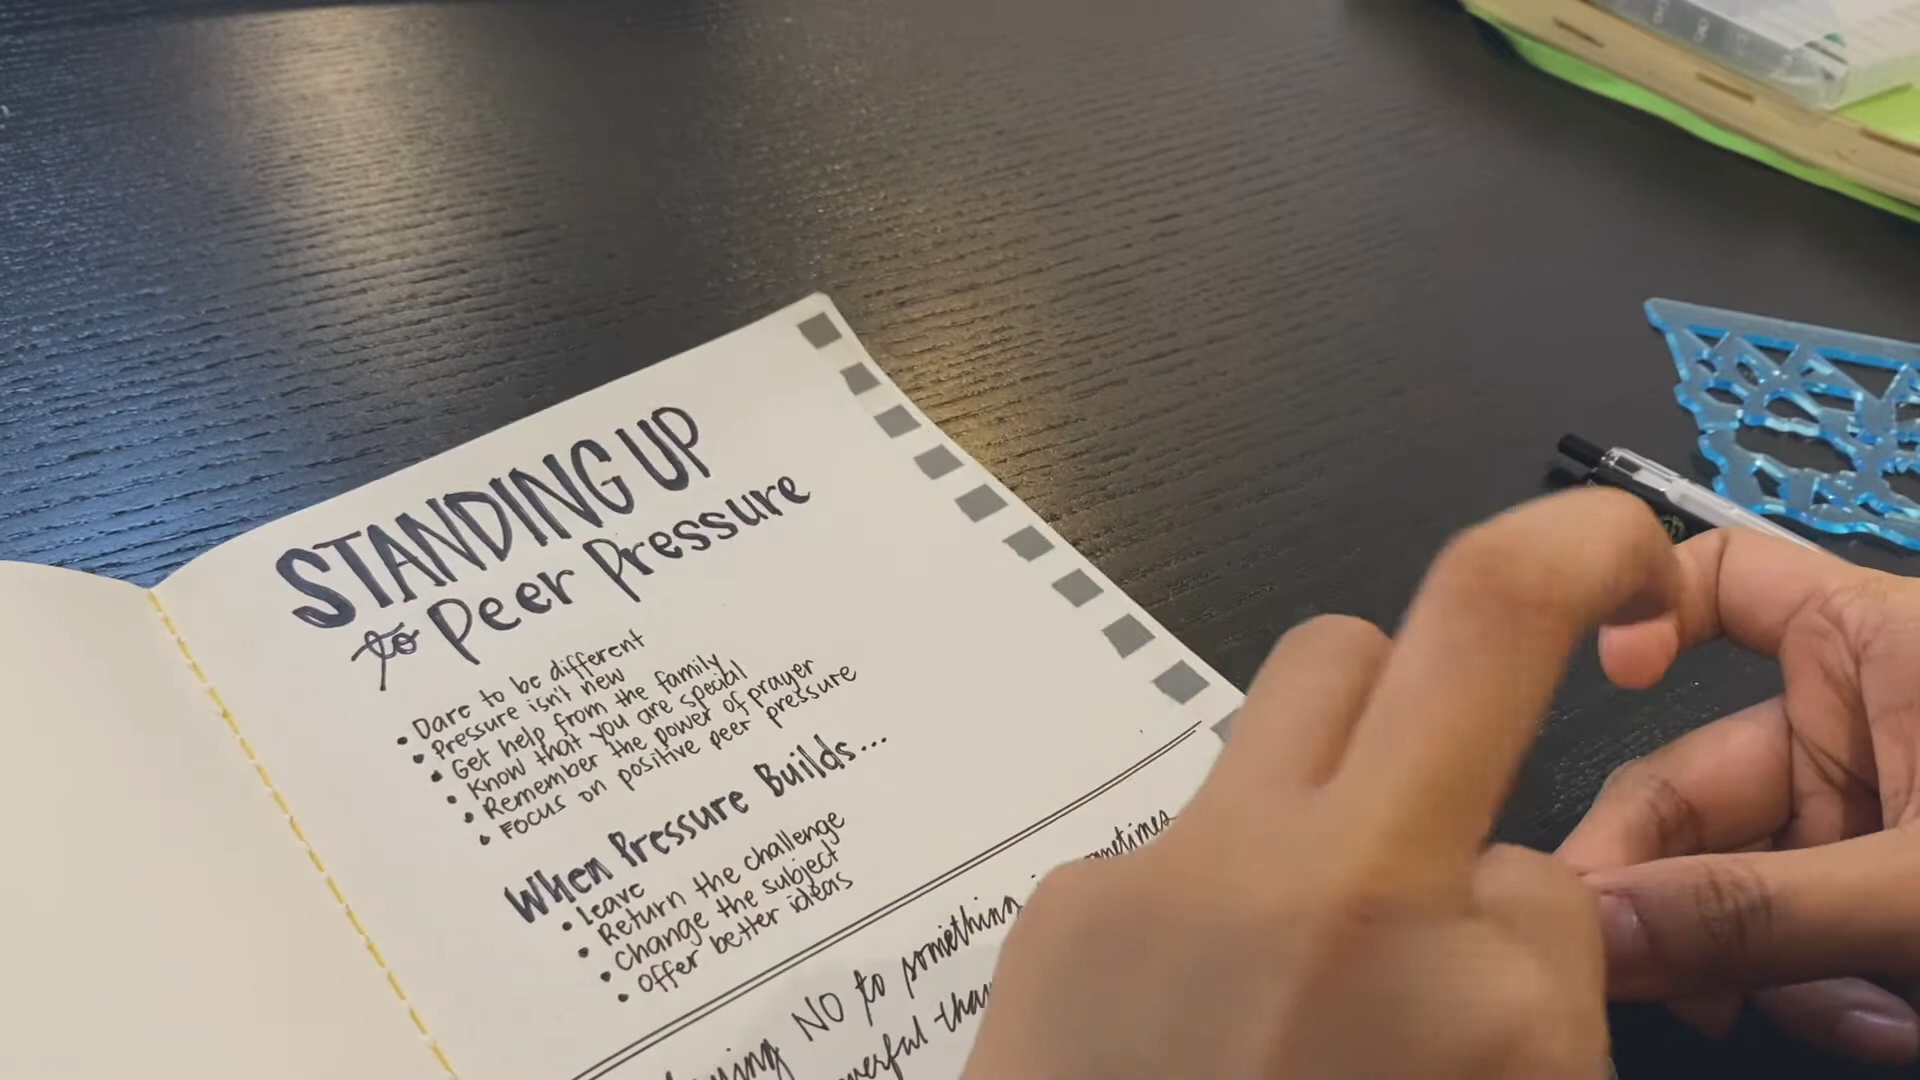 STANDING UP
to Peer Pressure
• Dare to be different
• Pressure isn't new
• Get help from the family
• Know that you are special
• Remember the power of prayer
• Focus on positive peer pressure
When Pressure Builds...
• Leave
• Return the challenge
• Change the subject
• Offer better ideas
NO to something